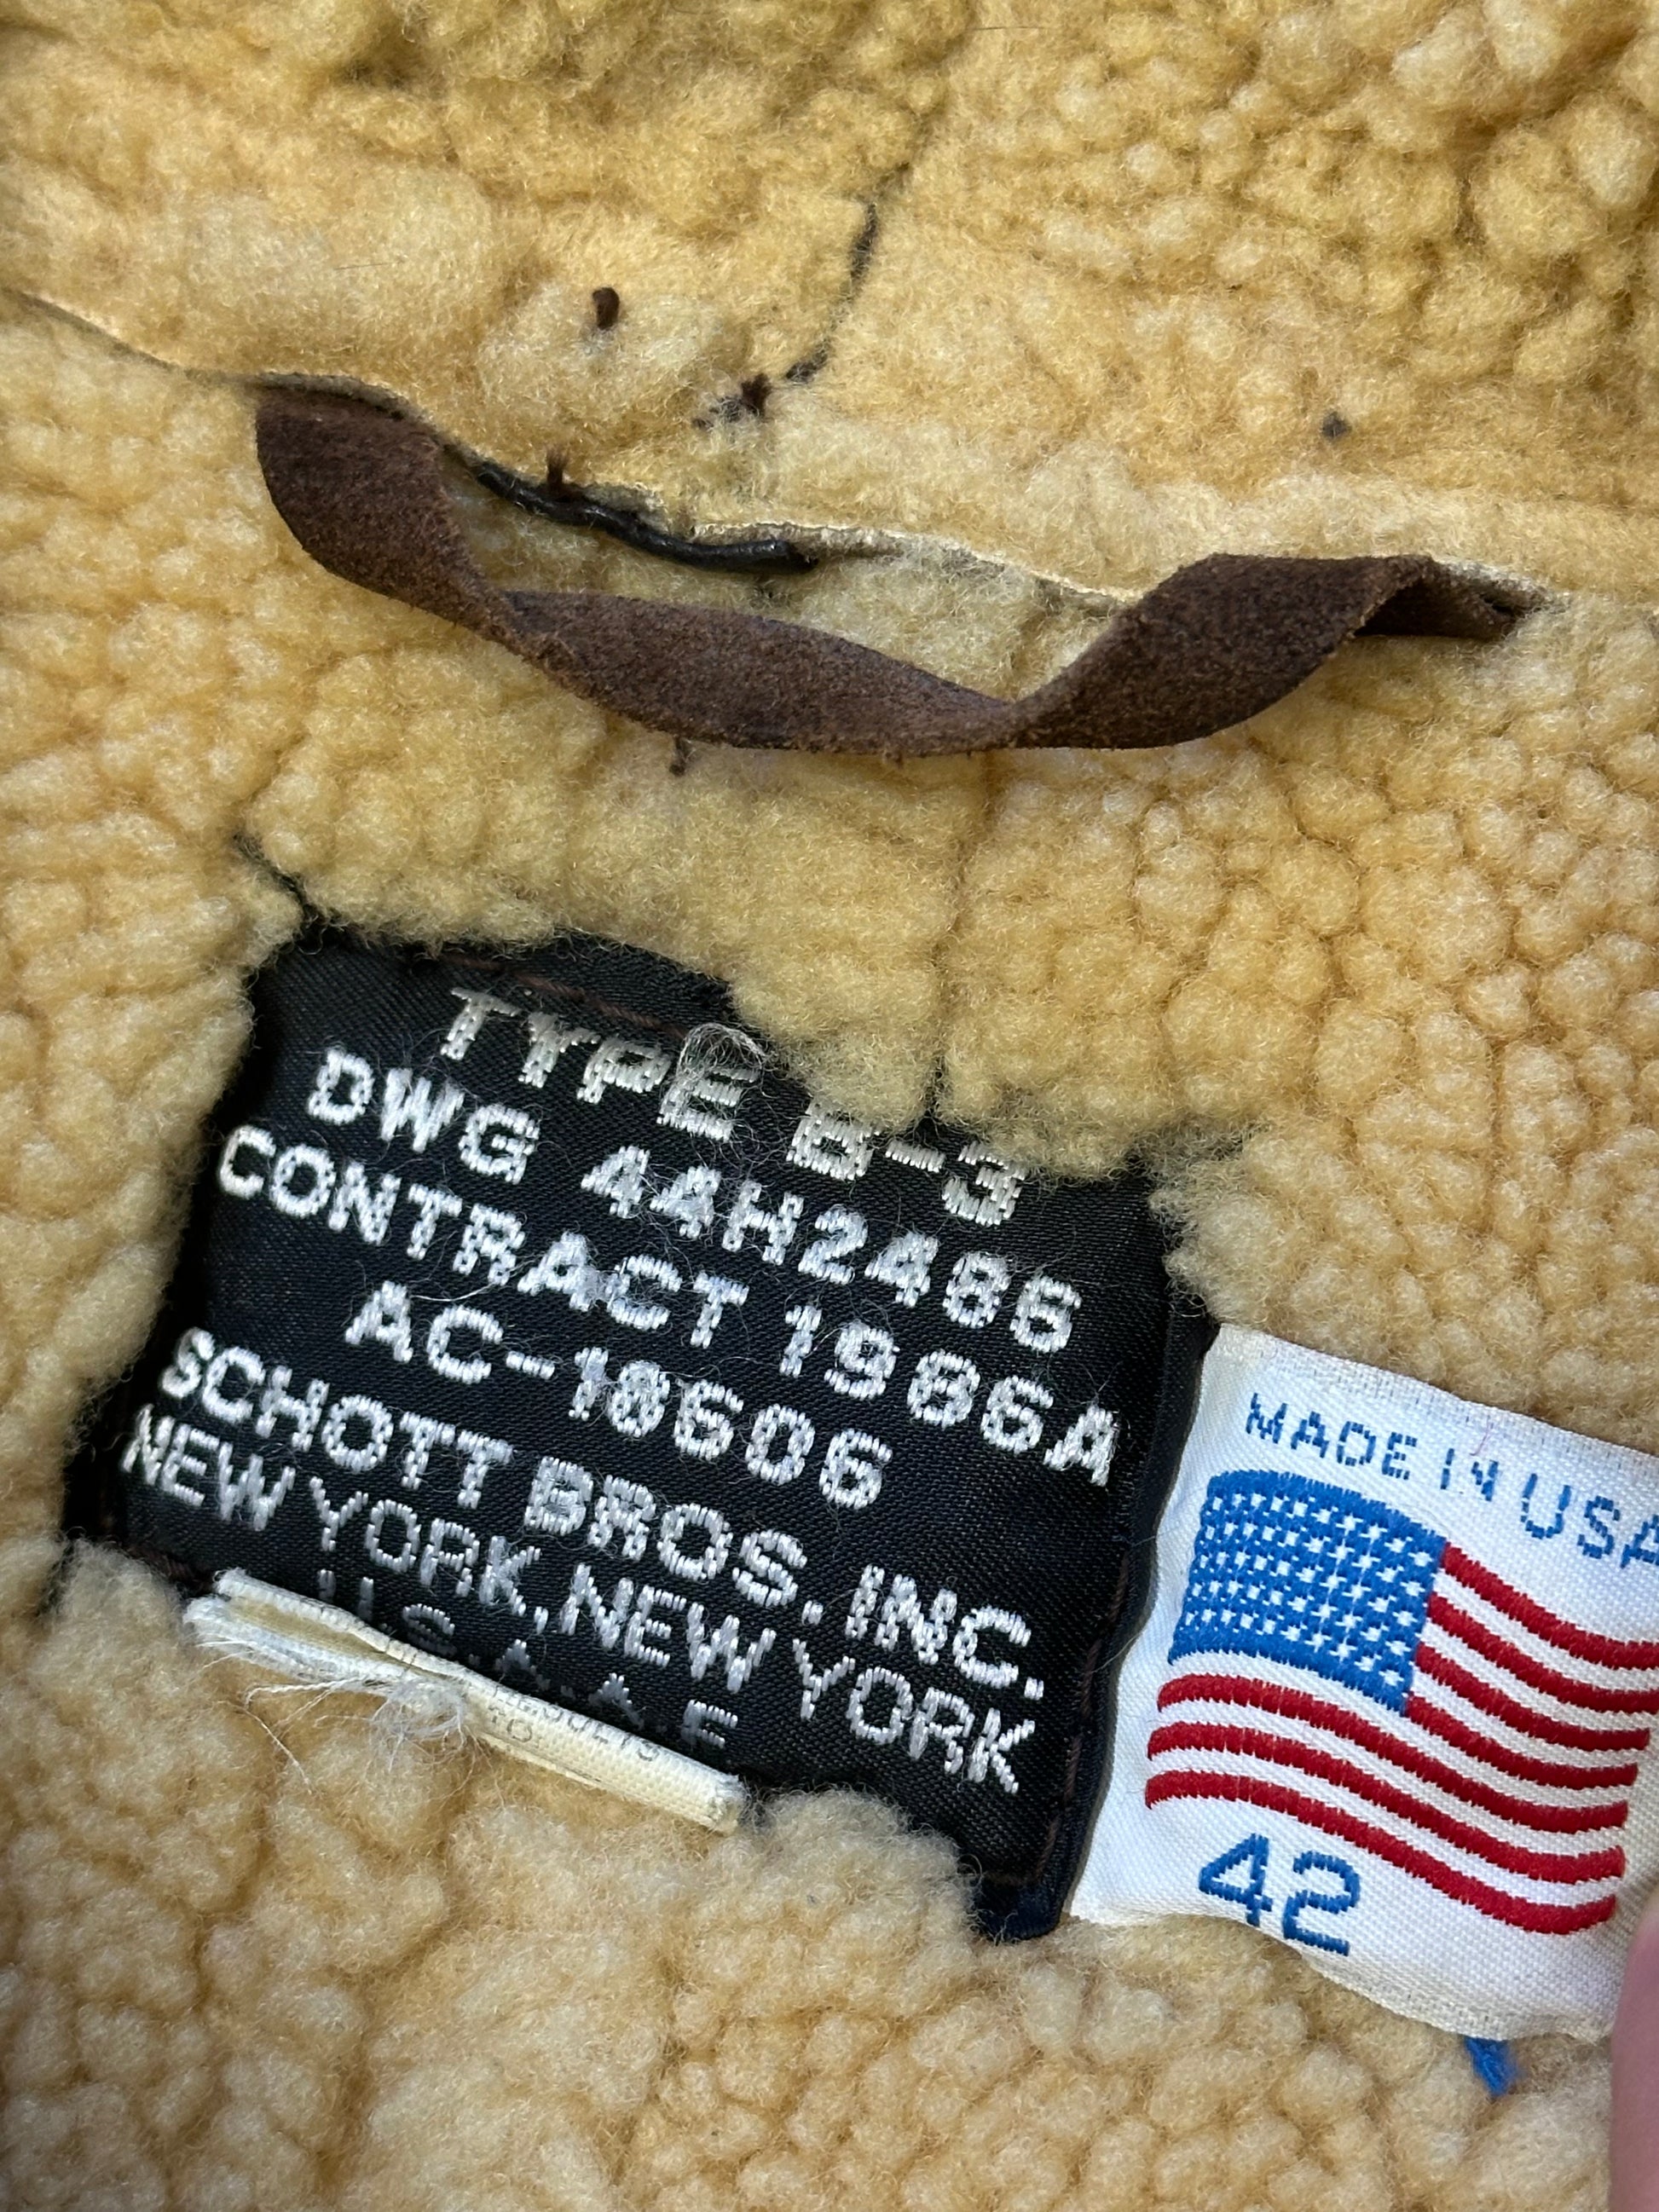 TYPE B-3
DWG 44H2486
CONTRACT 1986A
AC-18606
SCHOTT BROS. INC.
NEW YORK, NEW YORK
U.S.A.A.F
MADE IN USA
42